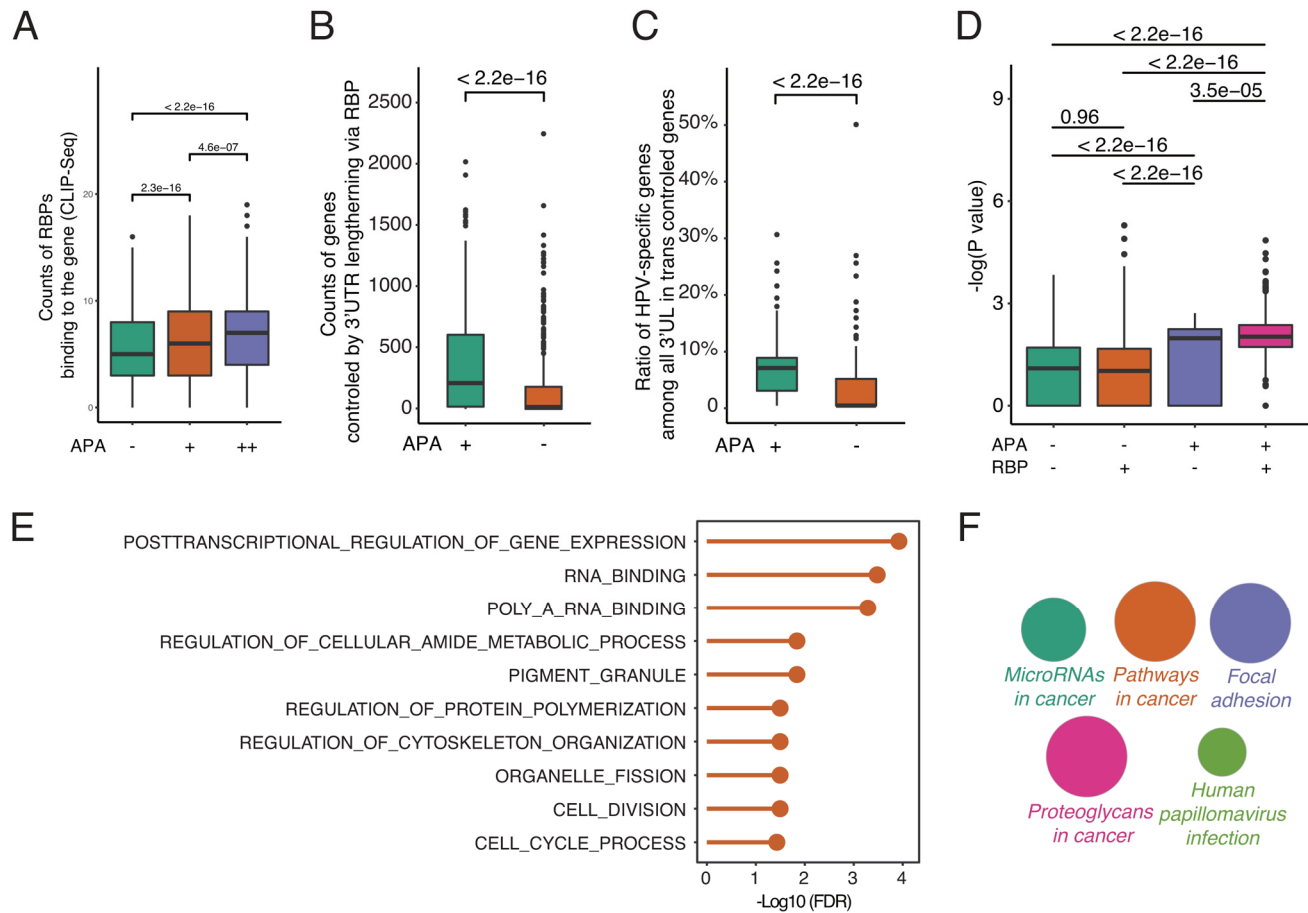 A
Counts of RBPs
binding to the gene (CLIP-Seq)
20
10
0
< 2.2e−16
4.6e−07
2.3e−16
APA - + ++
B
Counts of genes
controled by 3'UTR lengtherning via RBP
2500
2000
1500
1000
500
0
< 2.2e−16
APA + -
C
Ratio of HPV-specific genes
among all 3'UL in trans controled genes
50%
40%
30%
20%
10%
0
< 2.2e−16
APA + -
D
-log(P value)
9
6
3
0
< 2.2e−16
< 2.2e−16
3.5e−05
0.96
< 2.2e−16
< 2.2e−16
APA - - + +
RBP - + - +
E
POSTTRANSCRIPTIONAL_REGULATION_OF_GENE_EXPRESSION
RNA_BINDING
POLY_A_RNA_BINDING
REGULATION_OF_CELLULAR_AMIDE_METABOLIC_PROCESS
PIGMENT_GRANULE
REGULATION_OF_PROTEIN_POLYMERIZATION
REGULATION_OF_CYTOSKELETON_ORGANIZATION
ORGANELLE_FISSION
CELL_DIVISION
CELL_CYCLE_PROCESS
0 1 2 3 4
-Log10 (FDR)
F
MicroRNAs
in cancer
Pathways
in cancer
Focal
adhesion
Proteoglycans
in cancer
Human
papillomavirus
infection